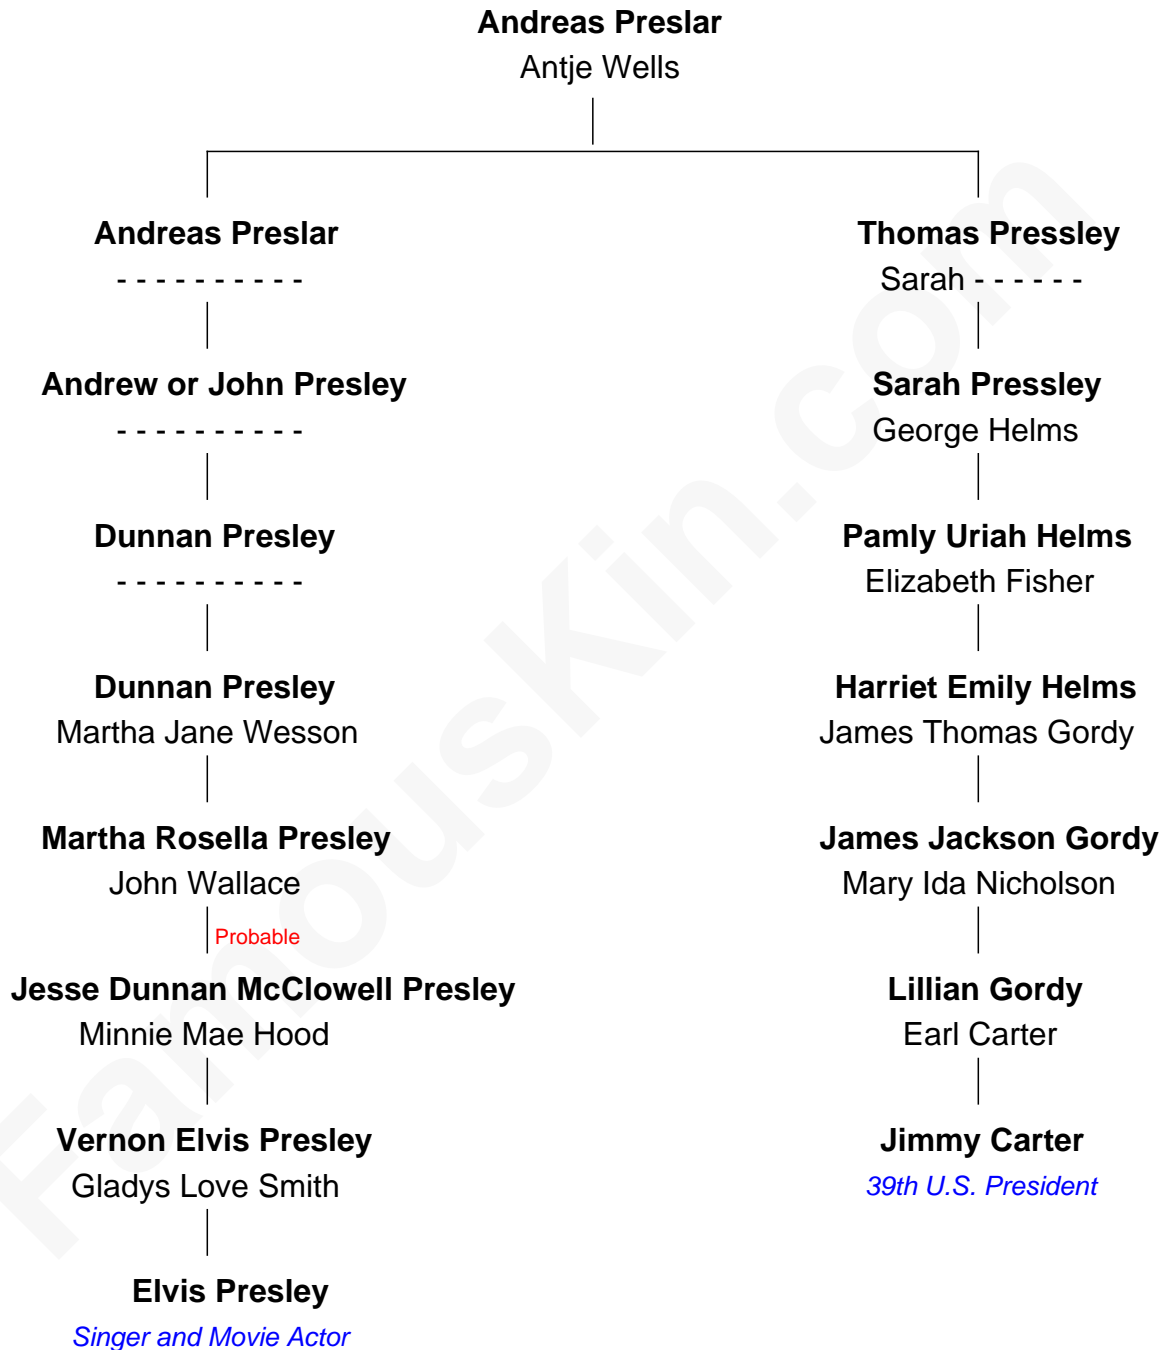 Andreas Preslar
Antje Wells
Andreas Preslar
- - - - - - - - - -
Andrew or John Presley
- - - - - - - - - -
Dunnan Presley
- - - - - - - - - -
Dunnan Presley
Martha Jane Wesson
Martha Rosella Presley
John Wallace
Probable
Jesse Dunnan McClowell Presley
Minnie Mae Hood
Vernon Elvis Presley
Gladys Love Smith
Elvis Presley
Singer and Movie Actor
Thomas Pressley
Sarah - - - - - -
Sarah Pressley
George Helms
Pamly Uriah Helms
Elizabeth Fisher
Harriet Emily Helms
James Thomas Gordy
James Jackson Gordy
Mary Ida Nicholson
Lillian Gordy
Earl Carter
Jimmy Carter
39th U.S. President
FamousKin.com